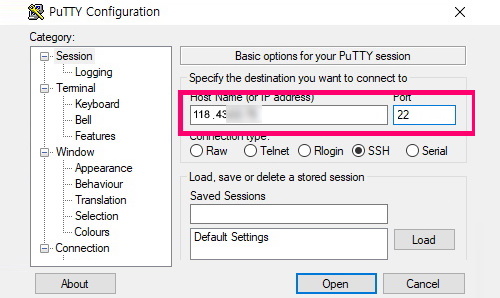 PuTTY Configuration
Category:
Session
Logging
Terminal
Keyboard
Bell
Features
Window
Appearance
Behaviour
Translation
Selection
Colours
Connection
Basic options for your PuTTY session
Specify the destination you want to connect to
Host Name (or IP address) Port
118 .43 22
Connection type:
Raw Telnet Rlogin SSH Serial
Load, save or delete a stored session
Saved Sessions
Default Settings
Load
About Open Cancel